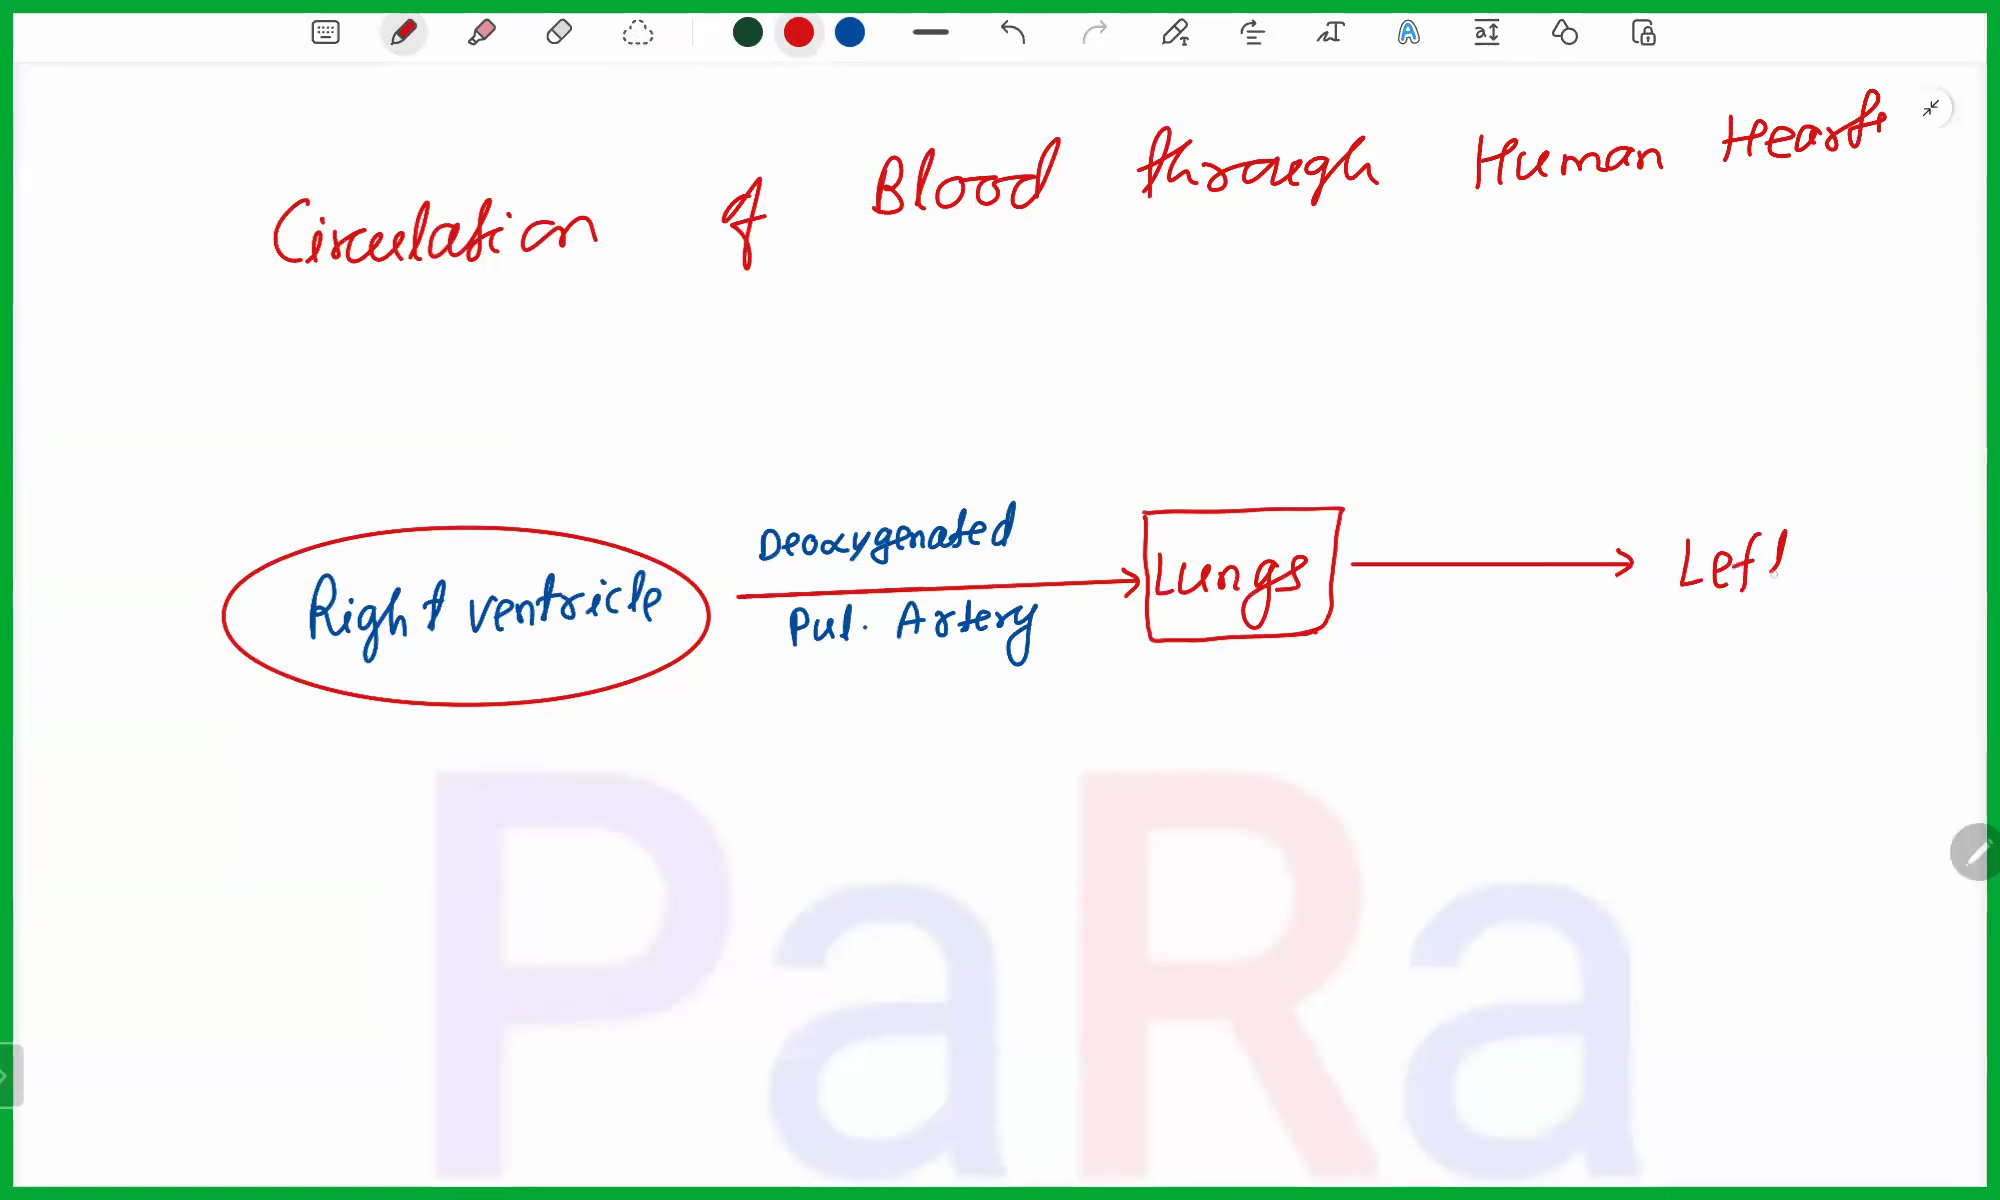 Circulation of Blood through Human Heart
Deoxygenated
Right ventricle
Pul. Artery
Lungs
Left
PaRa